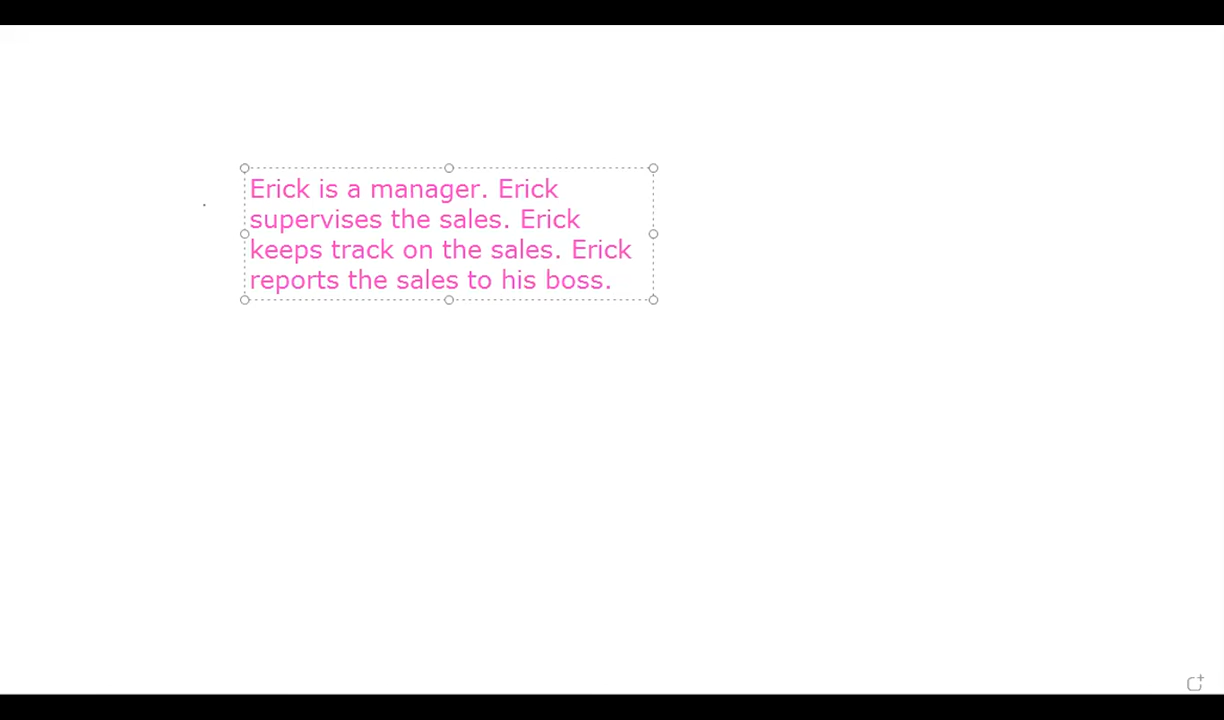 Erick is a manager. Erick
supervises the sales. Erick
keeps track on the sales. Erick
reports the sales to his boss.